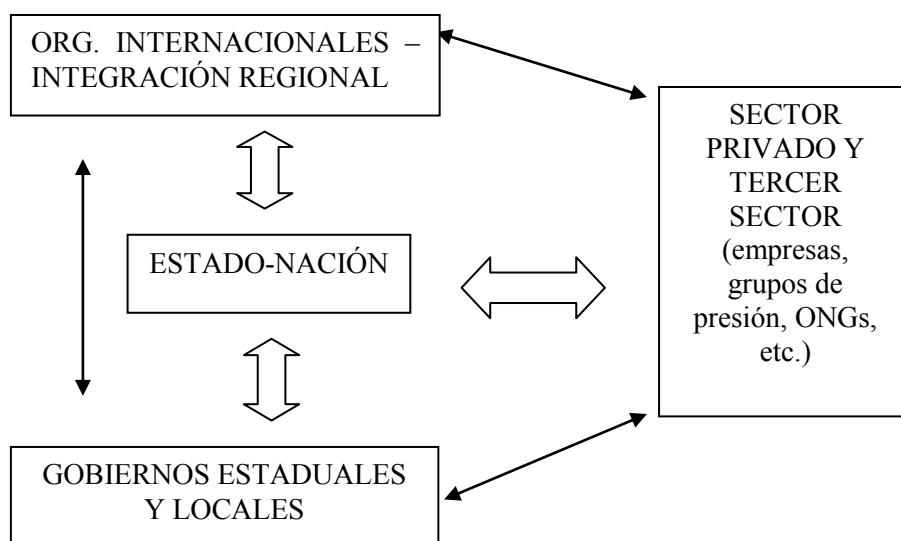 ORG. INTERNACIONALES –
INTEGRACIÓN REGIONAL
SECTOR
PRIVADO Y
TERCER
SECTOR
(empresas,
grupos de
presión, ONGs,
etc.)
ESTADO-NACIÓN
GOBIERNOS ESTADUALES
Y LOCALES